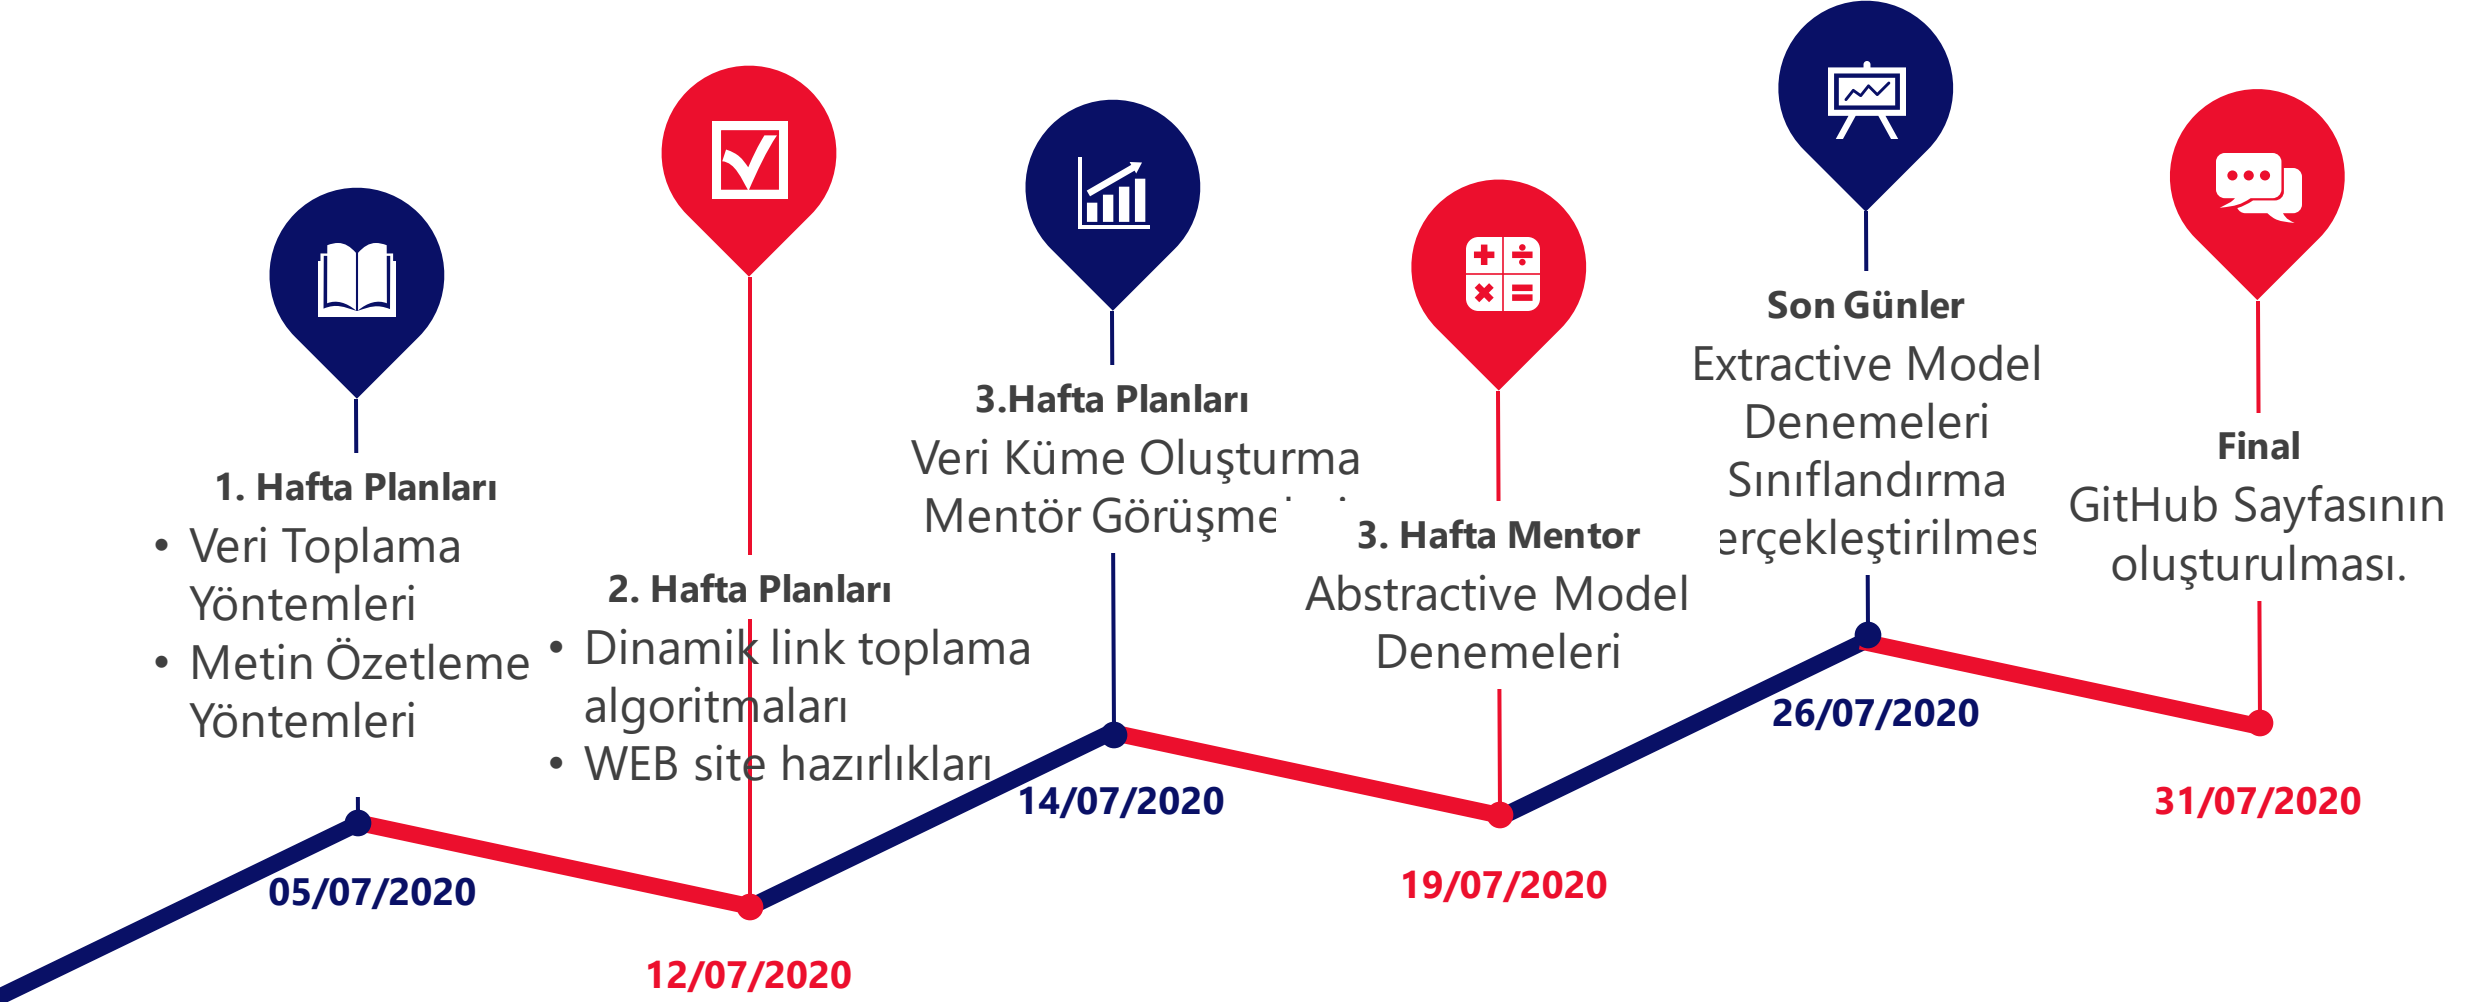 1. Hafta Planları
• Veri Toplama
Yöntemleri
• Metin Özetleme
Yöntemleri
05/07/2020
2. Hafta Planları
• Dinamik link toplama
algoritmaları
• WEB site hazırlıkları
12/07/2020
3.Hafta Planları
Veri Küme Oluşturma
Mentör
14/07/2020
3. Hafta Mentor
Abstractive Model
Denemeleri
19/07/2020
Son Günler
Extractive Model
Denemeleri
Sınıflandırma
26/07/2020
Final
GitHub Sayfasının
oluşturulması.
31/07/2020